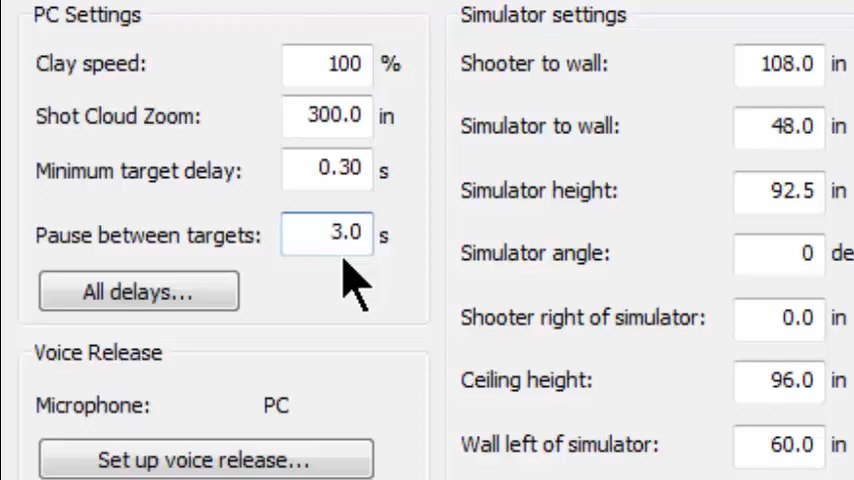 PC Settings
Clay speed: 100 %
Shot Cloud Zoom: 300.0 in
Minimum target delay: 0.30 s
Pause between targets: 3.0 s
All delays...
Voice Release
Microphone: PC
Set up voice release...
Simulator settings
Shooter to wall: 108.0 in
Simulator to wall: 48.0 in
Simulator height: 92.5 in
Simulator angle: 0 de
Shooter right of simulator: 0.0 in
Ceiling height: 96.0 in
Wall left of simulator: 60.0 in